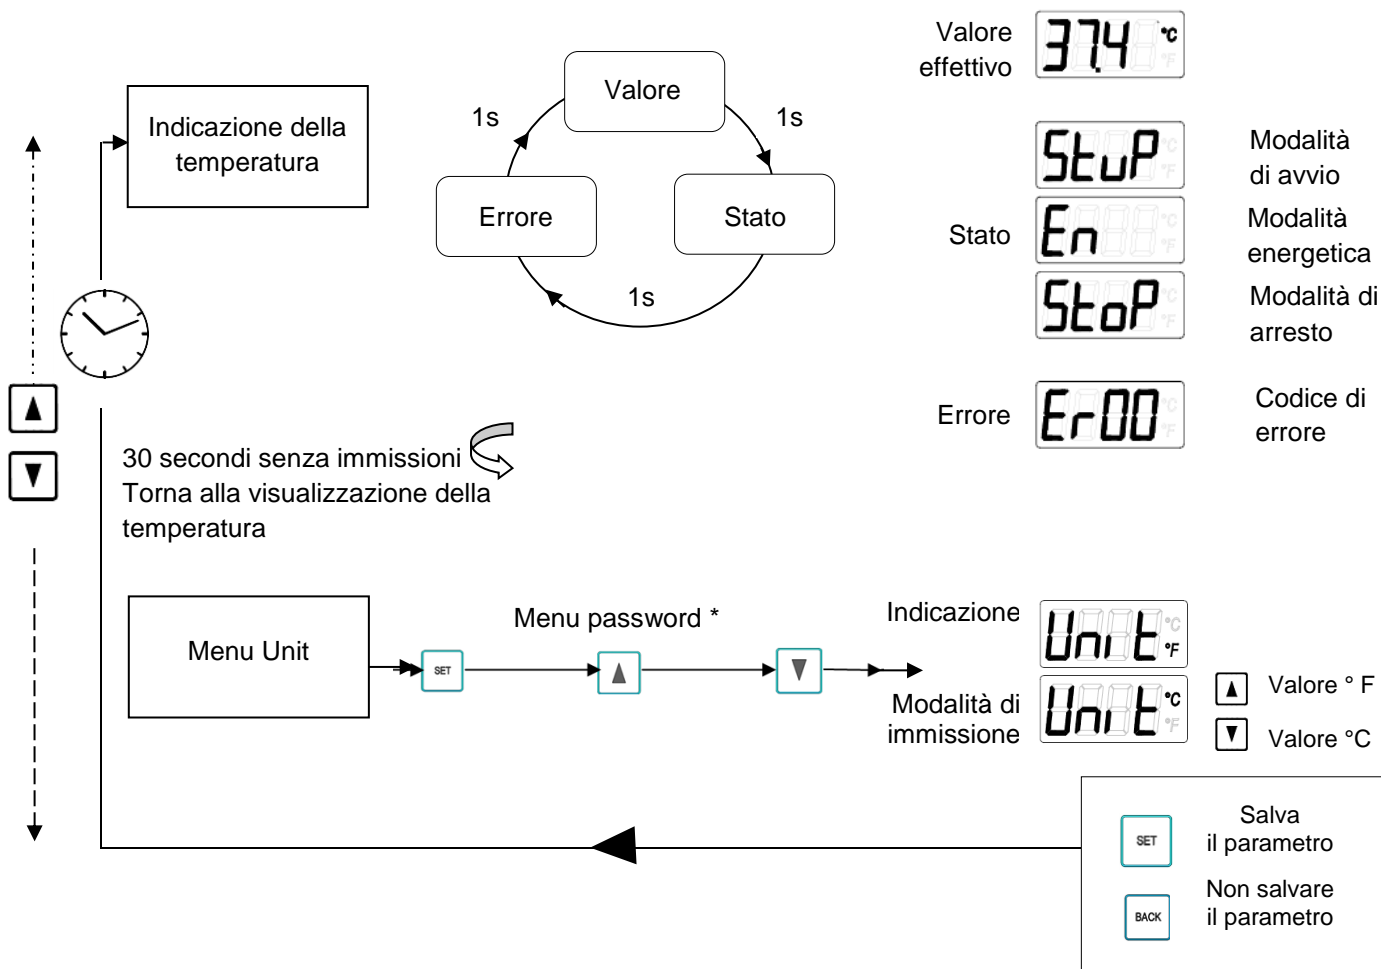 Valore
effettivo
37.4 °C
°F
Indicazione della
temperatura
Valore
1s
1s
Errore
Stato
1s
Stato
StuP °C
°F
Modalità
di avvio
En °C
°F
Modalità
energetica
StoP °C
°F
Modalità di
arresto
Errore
Er00 °C
°F
Codice di
errore
30 secondi senza immissioni
Torna alla visualizzazione della
temperatura
Menu Unit
SET
Menu password *
Indicazione
Unit °C
°F
Modalità di
immissione
Unit °C
°F
Valore ° F
Valore °C
SET
Salva
il parametro
BACK
Non salvare
il parametro